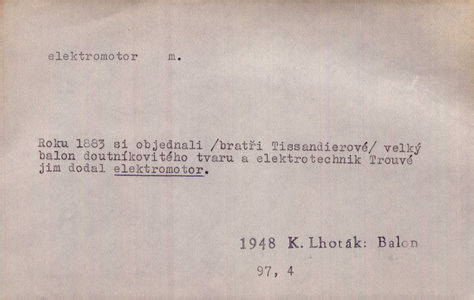 elektromotor m.
Roku 1883 si objednali /bratři Tissandierové/ velký
balon doutníkovitého tvaru a elektrotechnik Trouvé
jim dodal elektromotor.
1948 K. Lhoták: Balon
97, 4